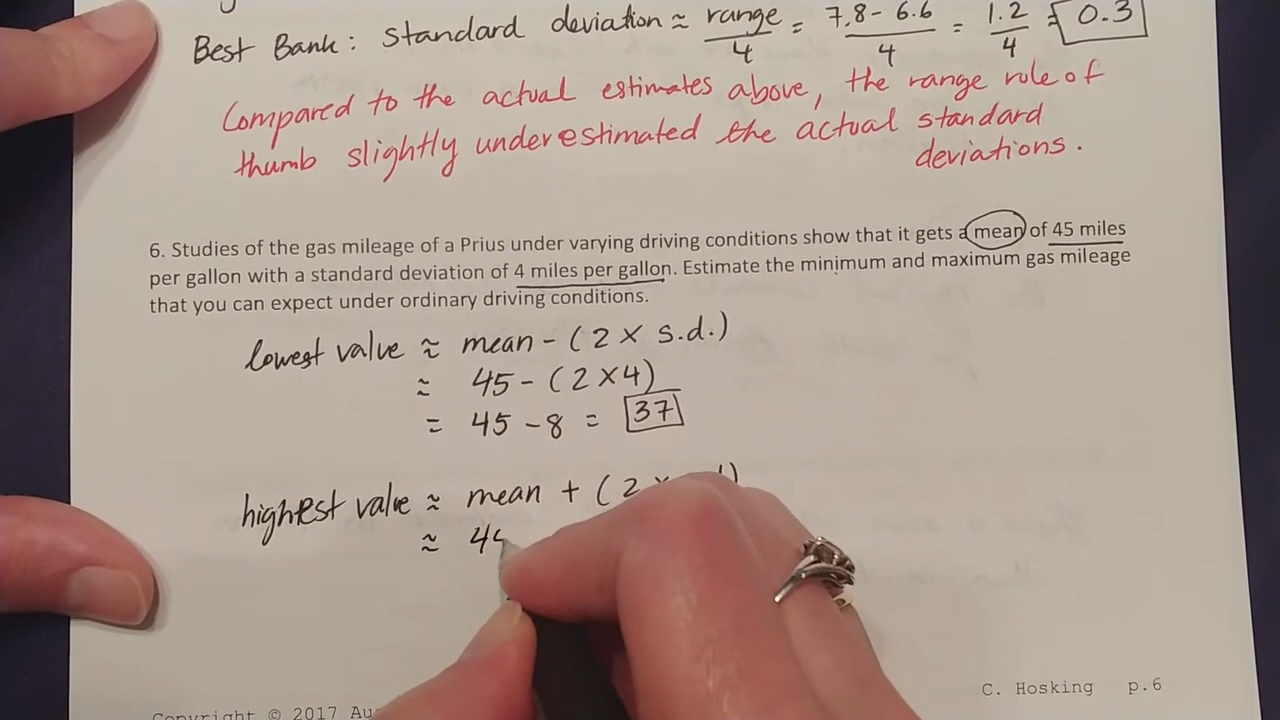 Best Bank: Standard deviation ≈ range/4 = 7.8 - 6.6/4 = 1.2/4 = 0.3
Compared to the actual estimates above, the range rule of
thumb slightly underestimated the actual standard
deviations.
6. Studies of the gas mileage of a Prius under varying driving conditions show that it gets a mean of 45 miles
per gallon with a standard deviation of 4 miles per gallon. Estimate the minimum and maximum gas mileage
that you can expect under ordinary driving conditions.
lowest value ≈ mean - (2 x s.d.)
≈ 45 - (2 x 4)
= 45 - 8 = 37
highest value ≈ mean + (2
≈ 45
C. Hosking p.6
Copyright © 2017